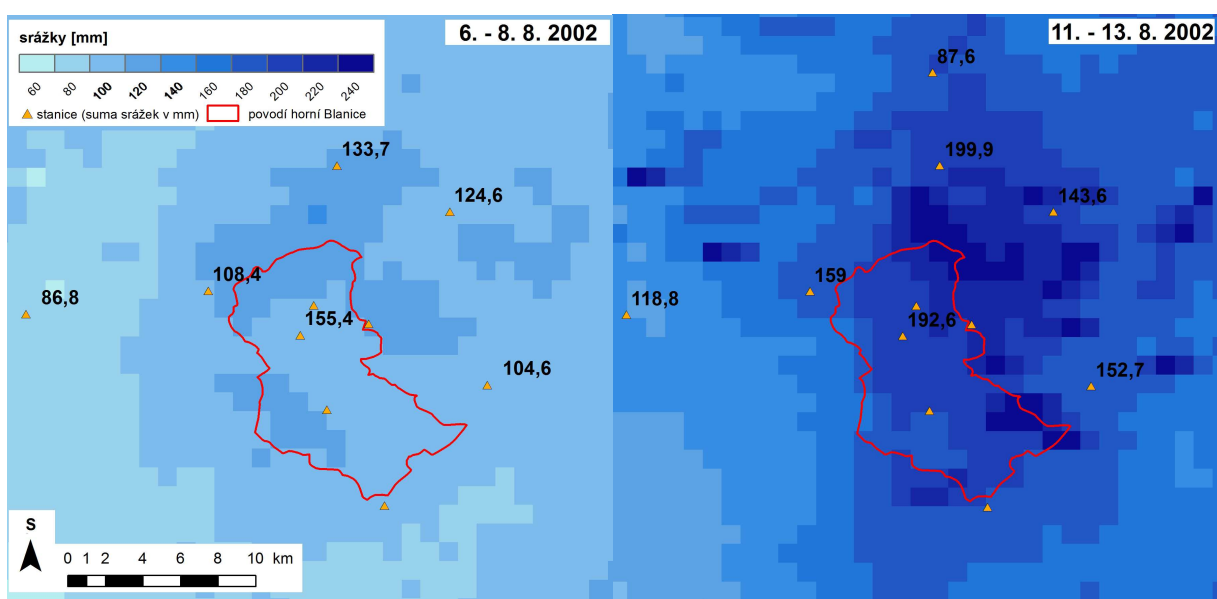 srážky [mm]
60 80 100 120 140 160 180 200 220 240
stanice (suma srážek v mm) povodí horní Blanice
6. - 8. 8. 2002
133,7
124,6
108,4
86,8
155,4
104,6
S
0 1 2 4 6 8 10 km
11. - 13. 8. 2002
87,6
199,9
143,6
159
118,8
192,6
152,7